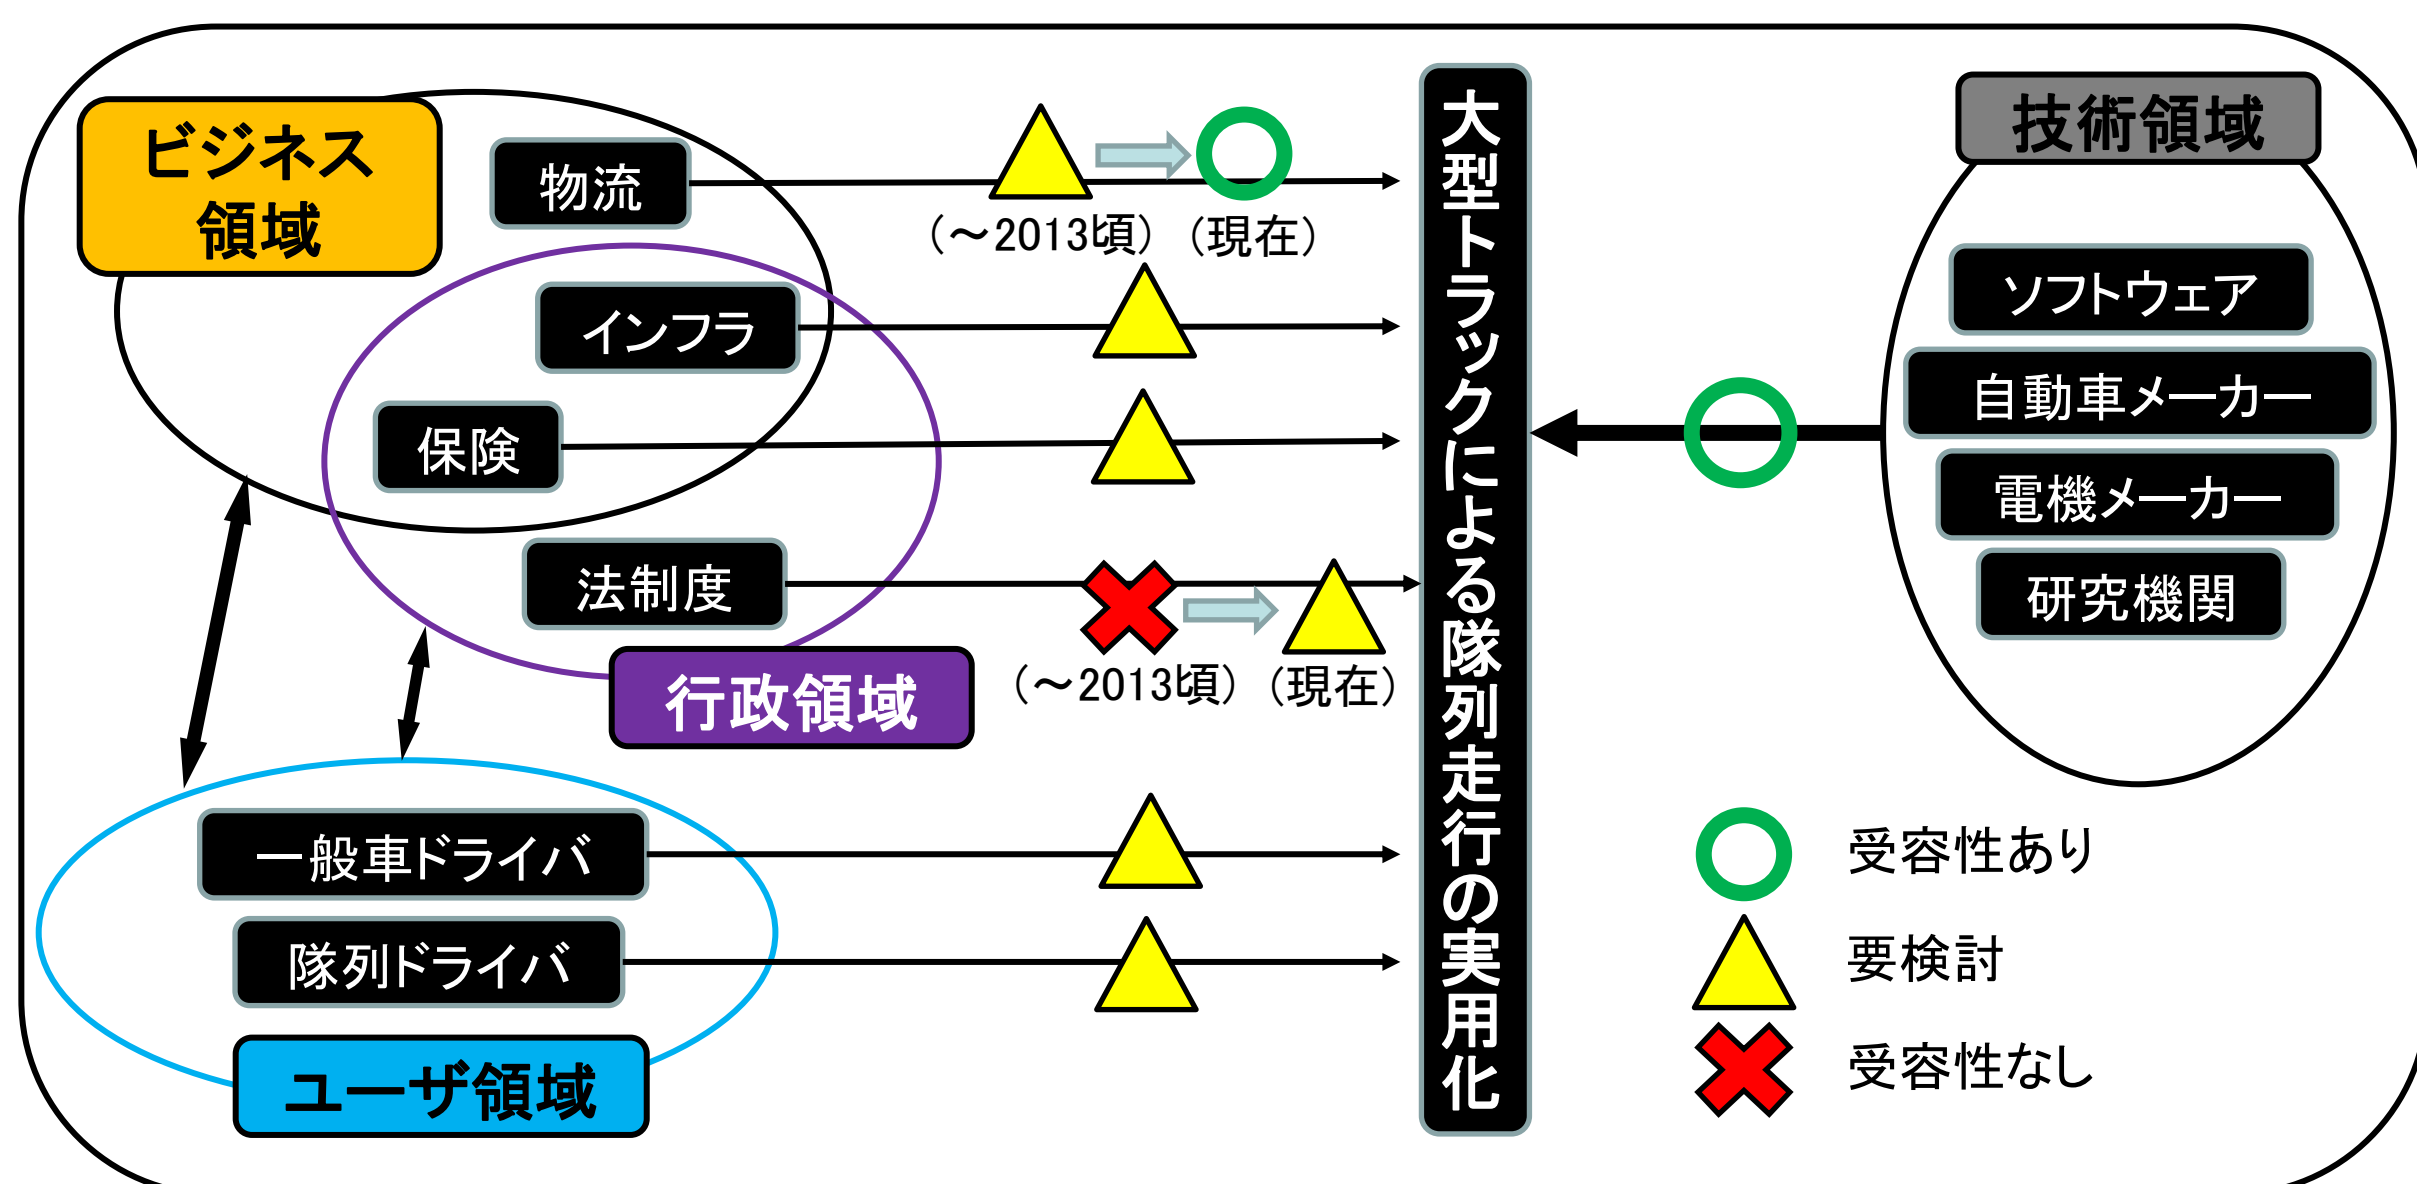 ビジネス
領域
物流
(～2013頃)
(現在)
インフラ
保険
法制度
(～2013頃)
(現在)
行政領域
一般車ドライバ
隊列ドライバ
ユーザ領域
大型トラックによる隊列走行の実用化
技術領域
ソフトウェア
自動車メーカー
電機メーカー
研究機関
受容性あり
要検討
受容性なし